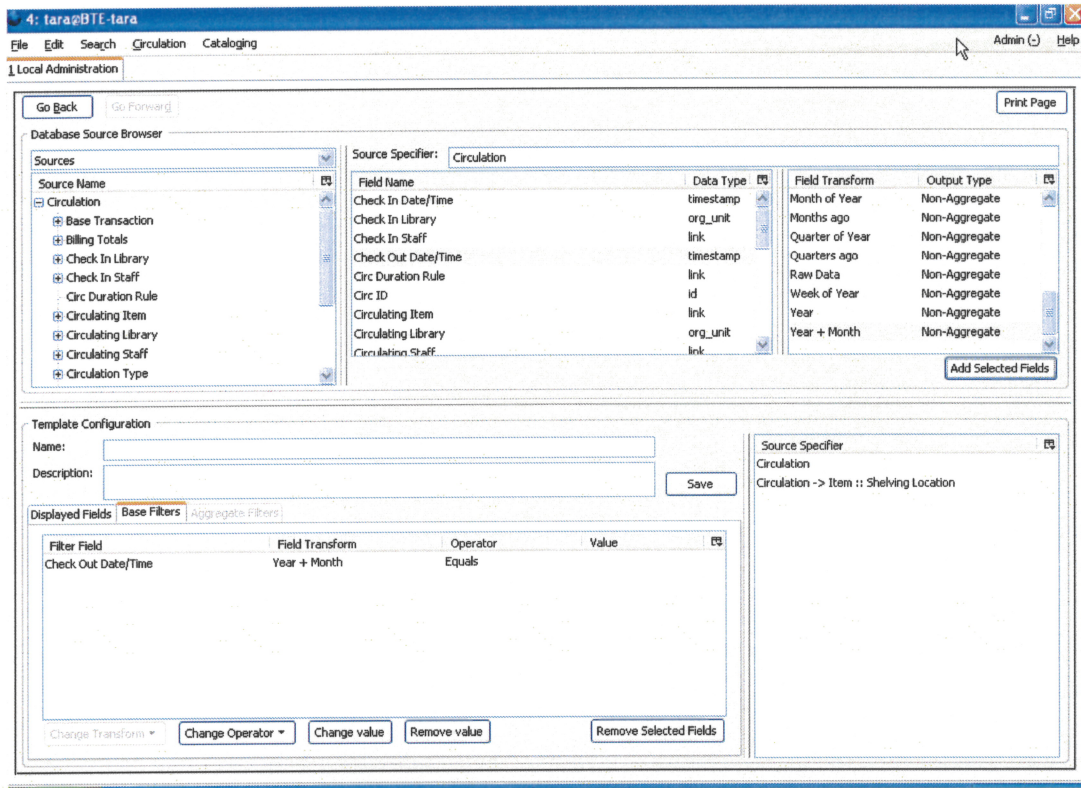 4: tara@BTE-tara
File Edit Search Circulation Cataloging Admin (-) Help
1 Local Administration
Go Back Go Forward Print Page
Database Source Browser
Sources Source Specifier: Circulation
Source Name Field Name Data Type Field Transform Output Type
Circulation Check In Date/Time timestamp Month of Year Non-Aggregate
Base Transaction Check In Library org_unit Months ago Non-Aggregate
Billing Totals Check In Staff link Quarter of Year Non-Aggregate
Check In Library Check Out Date/Time timestamp Quarters ago Non-Aggregate
Check In Staff Circ Duration Rule link Raw Data Non-Aggregate
Circ Duration Rule Circ ID id Week of Year Non-Aggregate
Circulating Item Circulating Item link Year Non-Aggregate
Circulating Library Circulating Library org_unit Year + Month Non-Aggregate
Circulating Staff Circulating Staff link
Circulation Type Add Selected Fields
Template Configuration
Name: Source Specifier
Circulation
Description: Save Circulation -> Item :: Shelving Location
Displayed Fields Base Filters Aggregate Filters
Filter Field Field Transform Operator Value
Check Out Date/Time Year + Month Equals
Change Transform Change Operator Change value Remove value Remove Selected Fields